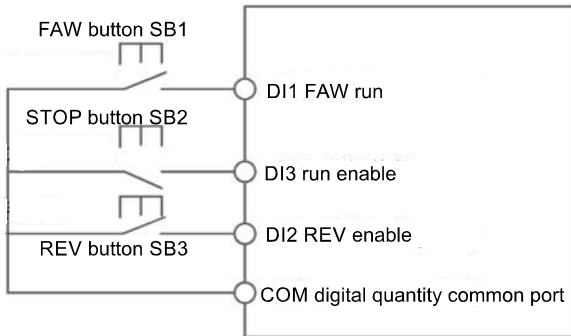 FAW button SB1
DI1 FAW run
STOP button SB2
DI3 run enable
DI2 REV enable
REV button SB3
COM digital quantity common port